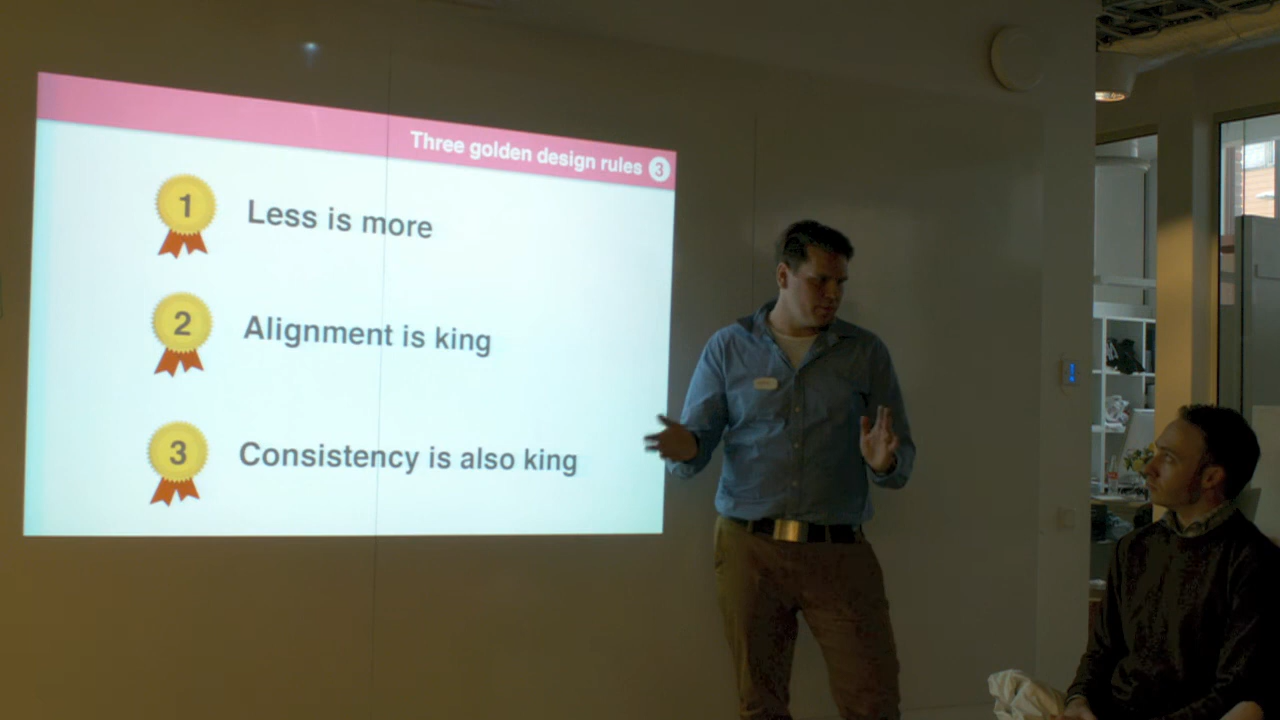 Three golden design rules 3
1 Less is more
2 Alignment is king
3 Consistency is also king